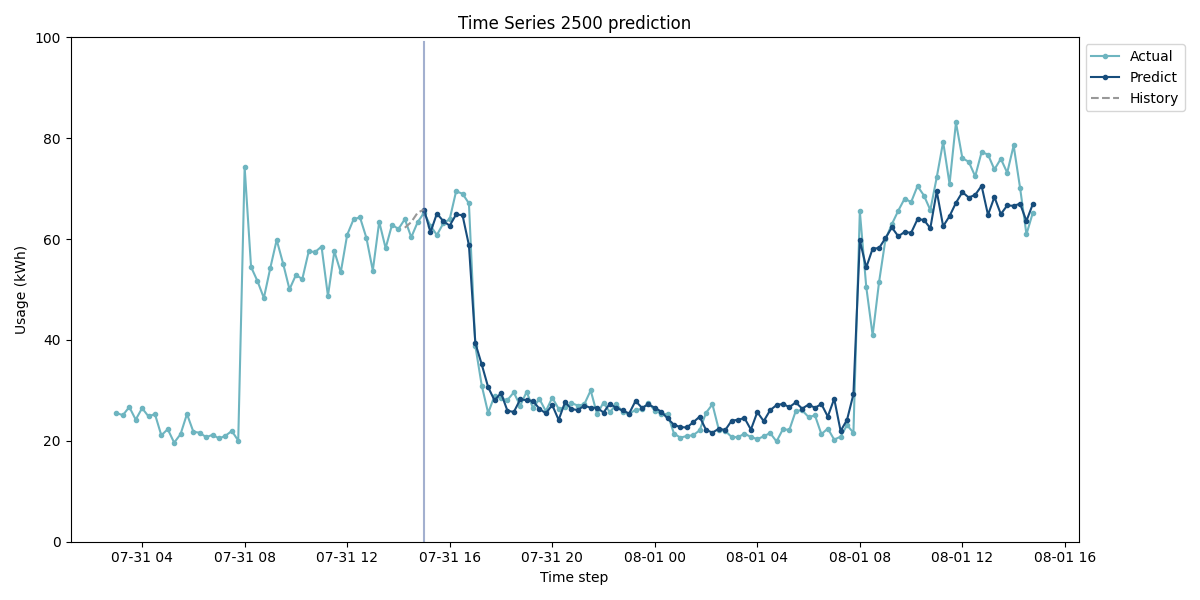 Time Series 2500 prediction
Usage (kWh)
100
80
60
40
20
0
07-31 04
07-31 08
07-31 12
07-31 16
07-31 20
08-01 00
08-01 04
08-01 08
08-01 12
08-01 16
Time step
Actual
Predict
History